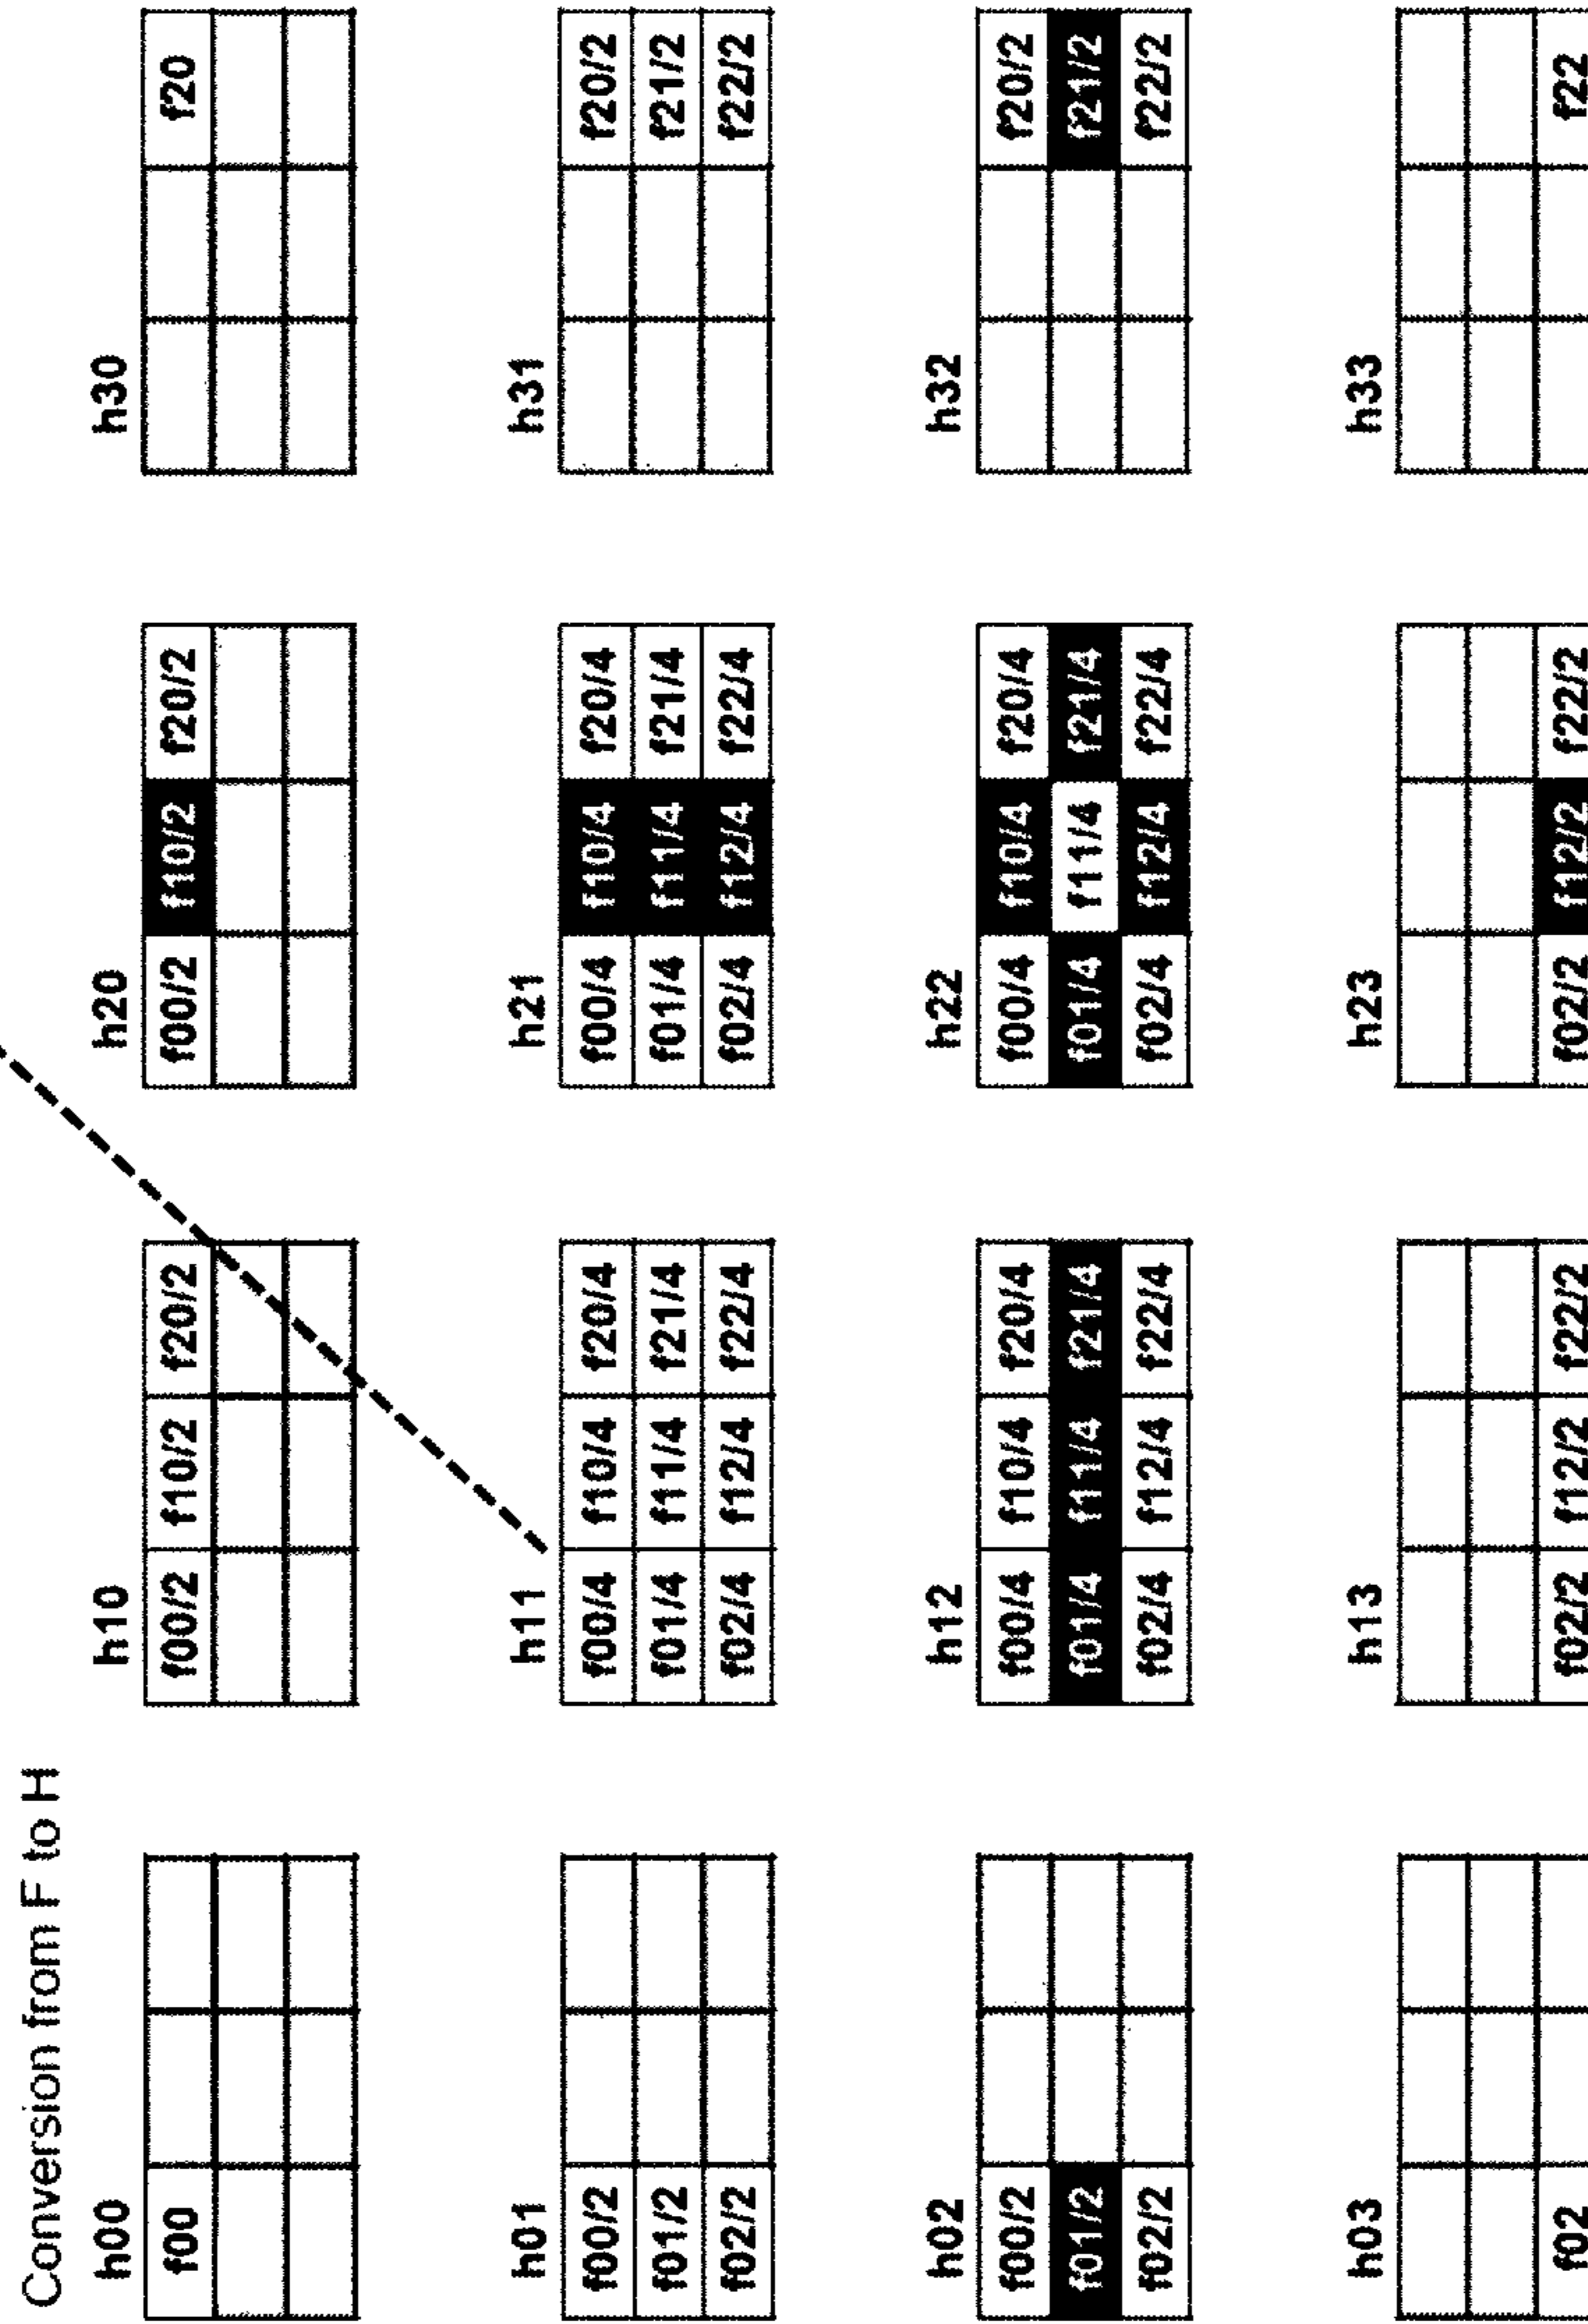 Conversion from F to H
h00 h10 h20 h30
f00 f00/2 f10/2 f20/2 f00/2 f10/2 f20/2 f20
h01 h11 h21 h31
f00/2 f00/4 f10/4 f20/4 f00/4 f10/4 f20/4 f20/2
f01/2 f01/4 f11/4 f21/4 f01/4 f11/4 f21/4 f21/2
f02/2 f02/4 f12/4 f22/4 f02/4 f12/4 f22/4 f22/2
h02 h12 h22 h32
f00/2 f00/4 f10/4 f20/4 f00/4 f10/4 f20/4 f20/2
f01/2 f01/4 f11/4 f21/4 f01/4 f11/4 f21/4 f21/2
f02/2 f02/4 f12/4 f22/4 f02/4 f12/4 f22/4 f22/2
h03 h13 h23 h33
f02 f02/2 f12/2 f22/2 f02/2 f12/2 f22/2 f22